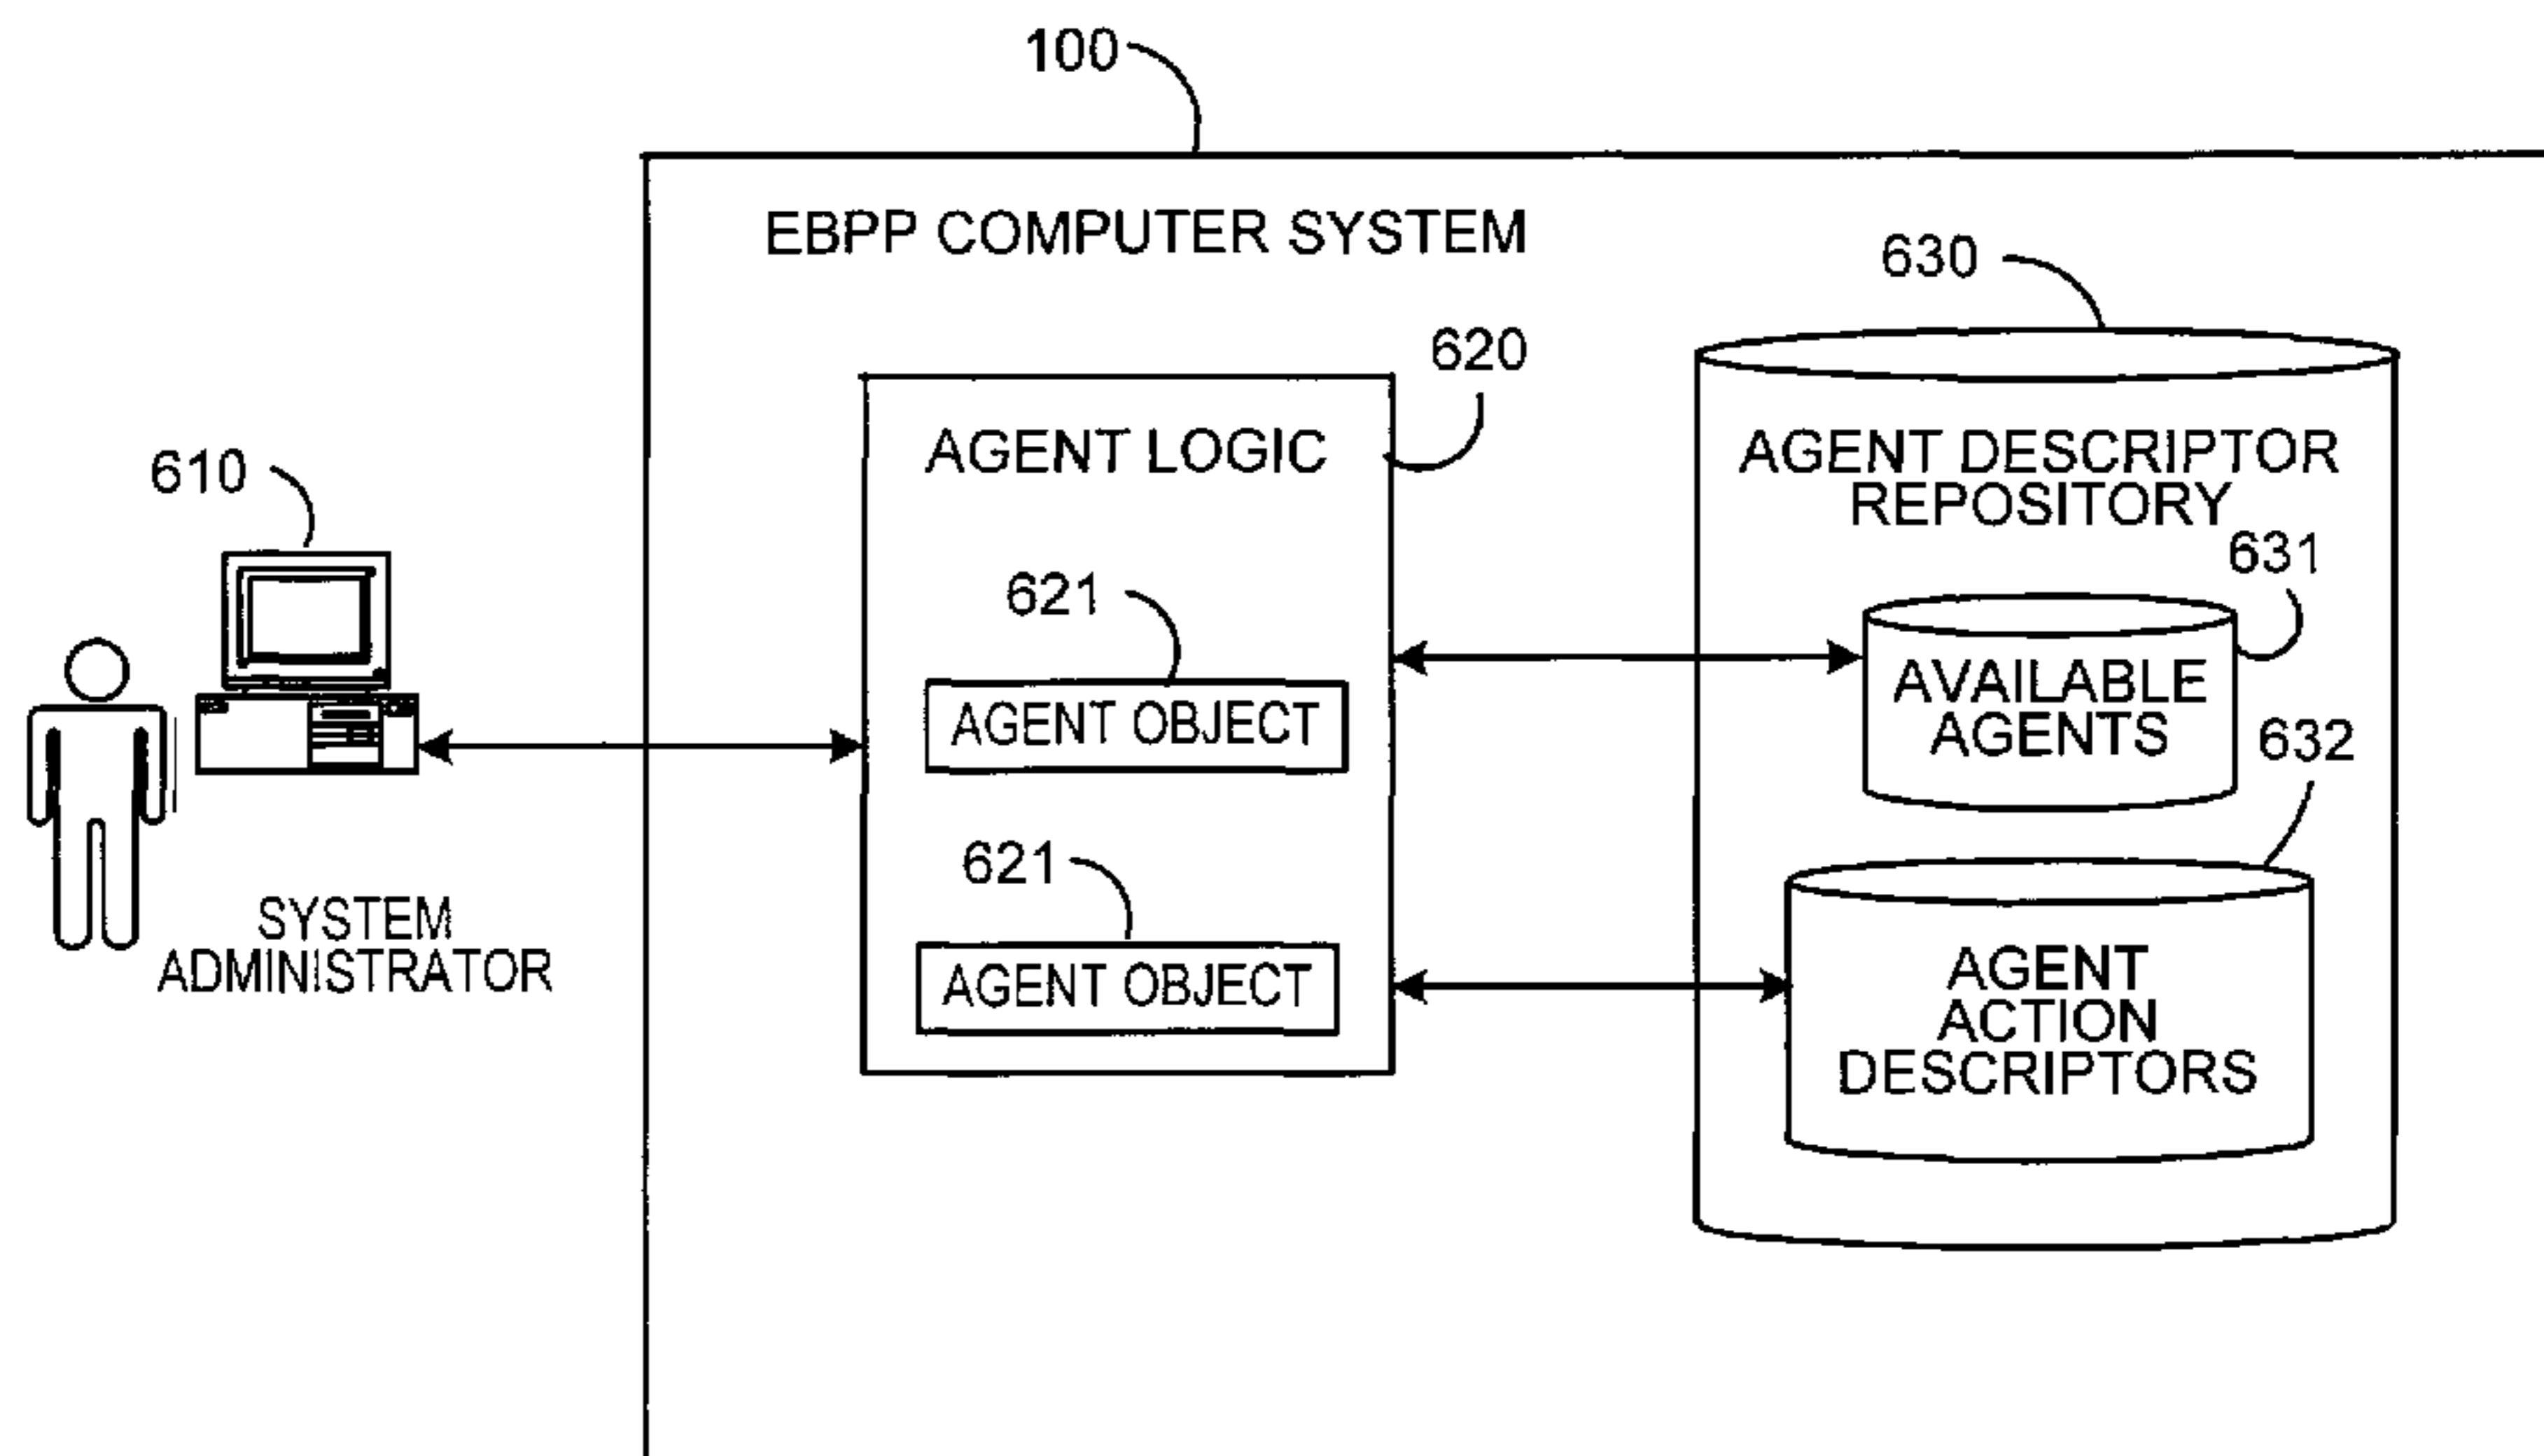 100
EBPP COMPUTER SYSTEM
630
620
AGENT LOGIC
AGENT DESCRIPTOR
REPOSITORY
610
631
621
AVAILABLE
AGENTS
AGENT OBJECT
632
621
SYSTEM
ADMINISTRATOR
AGENT OBJECT
AGENT
ACTION
DESCRIPTORS